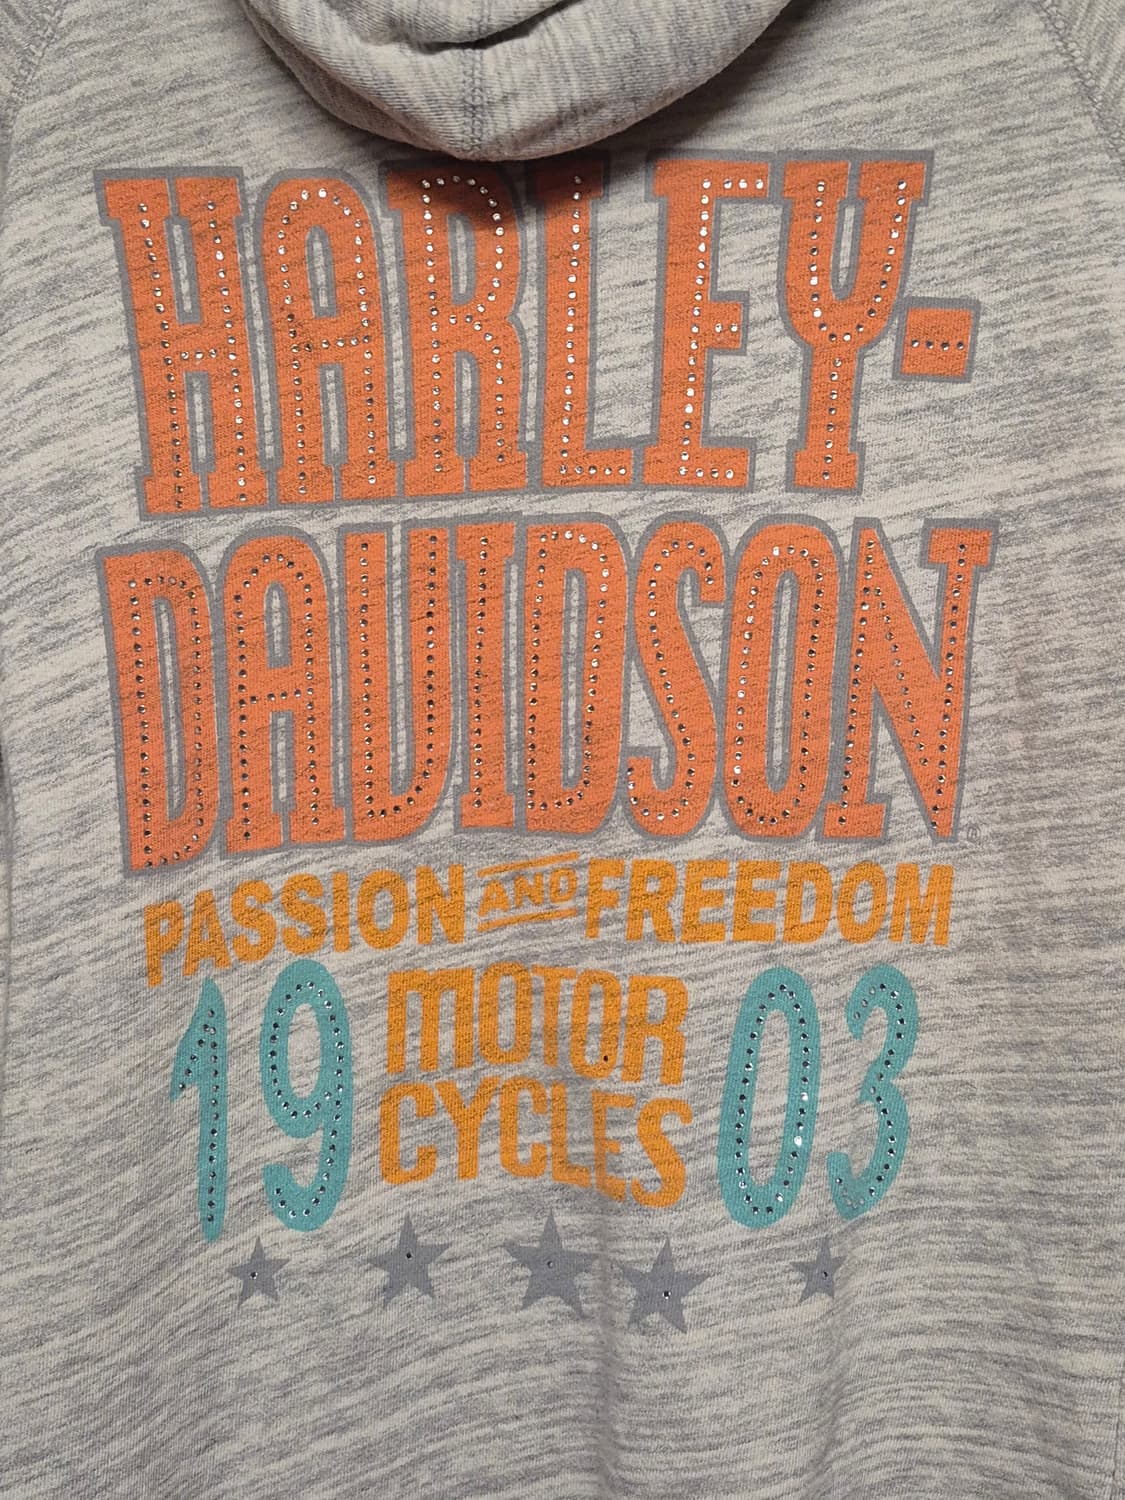 HARLEY-
DAVIDSON®
PASSION AND FREEDOM
19 MOTOR 03
CYCLES